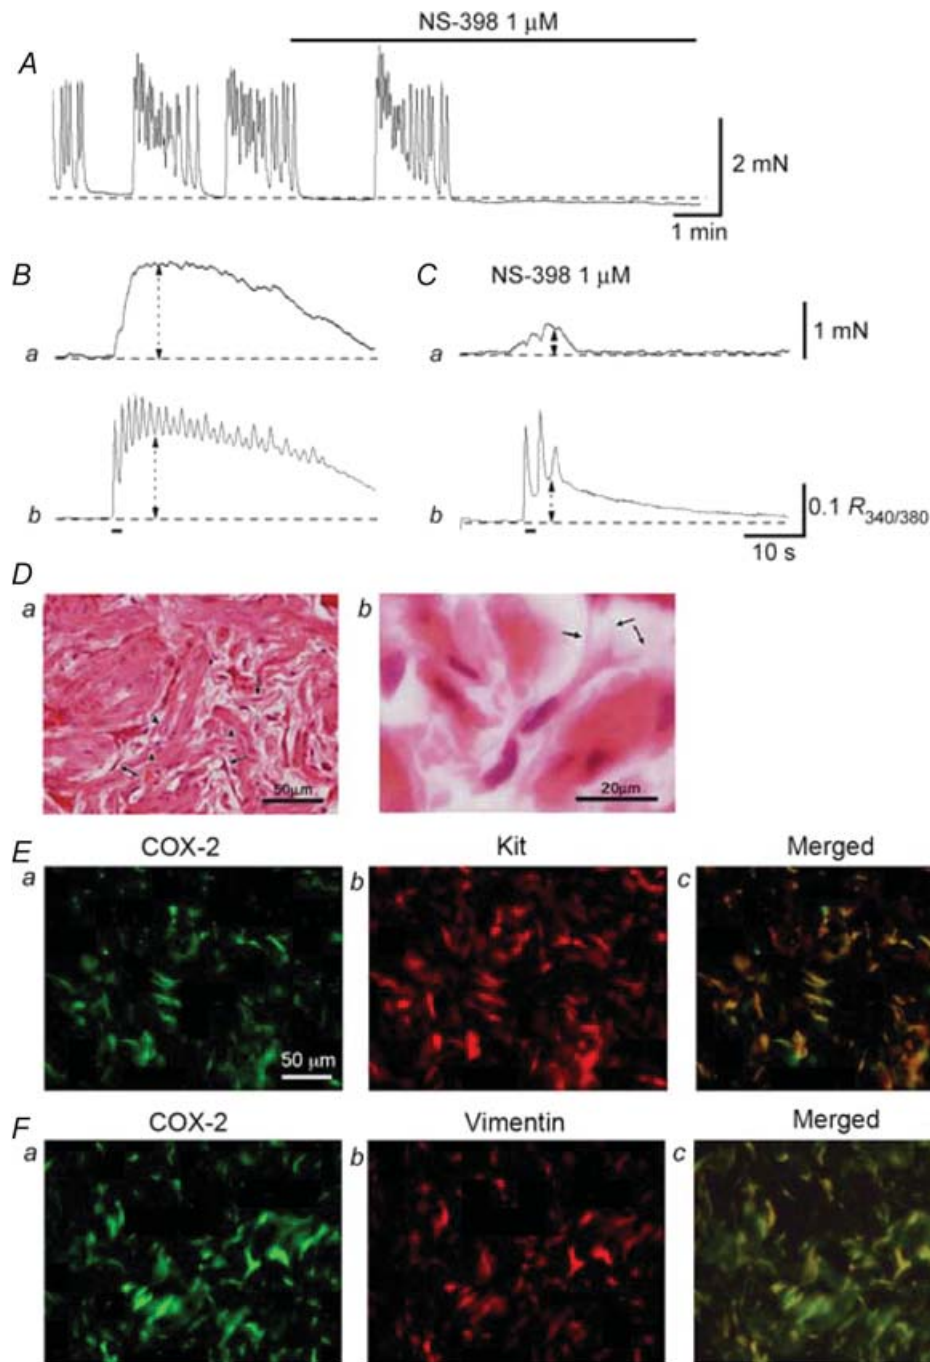 NS-398 1 μM
A
2 mN
1 min
B
C
NS-398 1 μM
a
a
1 mN
b
b
0.1 R340/380
10 s
D
a
b
50μm
20μm
E
COX-2
Kit
Merged
a
b
c
50 μm
F
COX-2
Vimentin
Merged
a
b
c